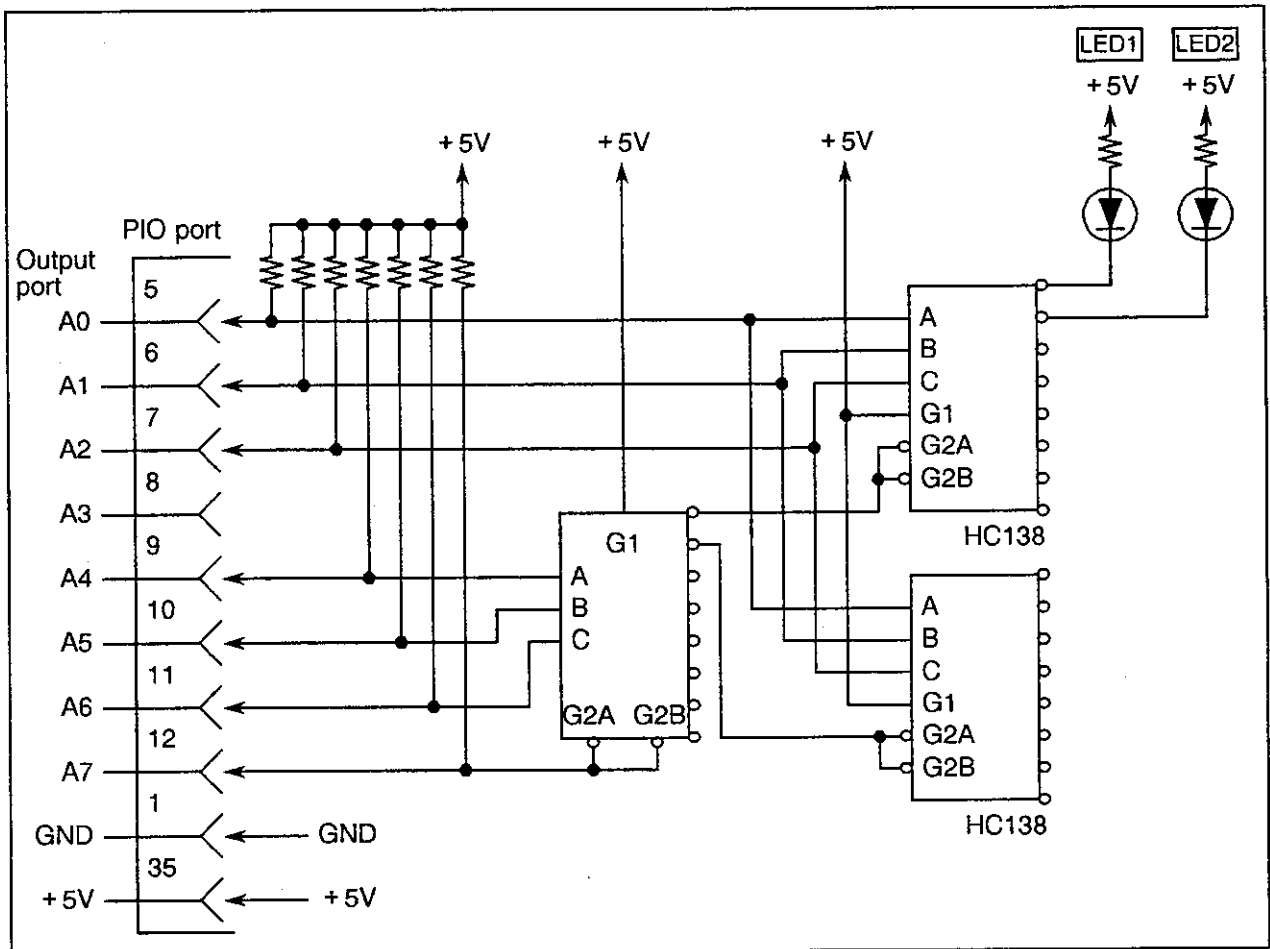 LED1 LED2
+5V +5V
+5V +5V +5V
PIO port
Output
port
5
A0
6
A1
7
A2
8
A3
9
A4
10
A5
11
A6
12
A7
1
GND GND
35
+5V +5V
G1
A
B
C
G2A G2B
A
B
C
G1
G2A
G2B
HC138
A
B
C
G1
G2A
G2B
HC138